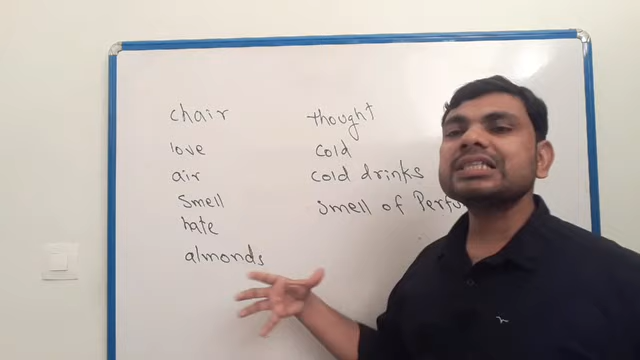 chair
love
air
Smell
hate
almonds
thought
cold
cold drinks
smell of